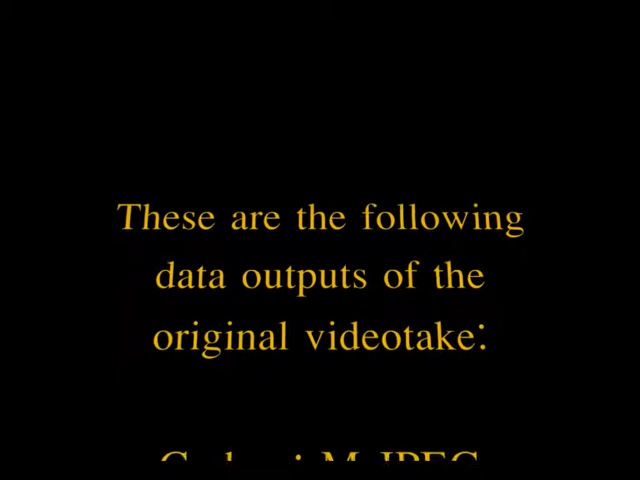 These are the following
data outputs of the
original videotake: